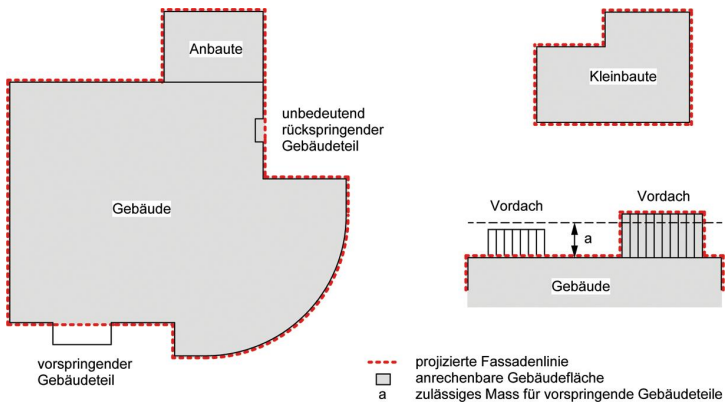 Anbaute
Kleinbaute
unbedeutend
rückspringender
Gebäudeteil
Gebäude
Vordach
Vordach
a
Gebäude
vorspringender
Gebäudeteil
projizierte Fassadenlinie
anrechenbare Gebäudefläche
a zulässiges Mass für vorspringende Gebäudeteile